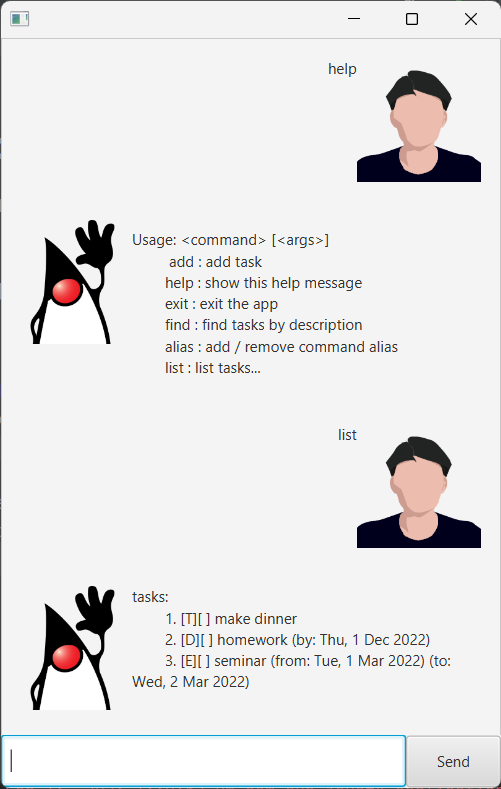 help
Usage: <command> [<args>]
add : add task
help : show this help message
exit : exit the app
find : find tasks by description
alias : add / remove command alias
list : list tasks...
list
tasks:
1. [T][ ] make dinner
2. [D][ ] homework (by: Thu, 1 Dec 2022)
3. [E][ ] seminar (from: Tue, 1 Mar 2022) (to:
Wed, 2 Mar 2022)
Send